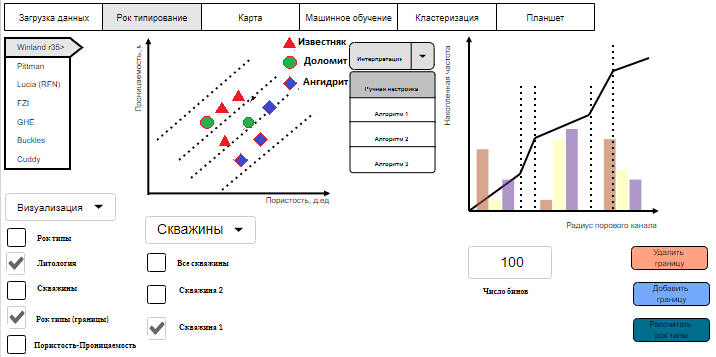 Загрузка данных
Рок типирование
Карта
Машинное обучение
Кластеризация
Планшет
Winland r35>
Pittman
Lucia (RFN)
FZI
GHE
Buckles
Cuddy
Проницаемость,
Пористость, д.ед
Известняк
Доломит
Ангидрит
Интерпретация
Ручная настройка
Алгоритм 1
Алгоритм 2
Алгоритм 3
Накопленная частота
Радиус порового канала
Визуализация
Рок типы
Литология
Скважины
Рок типы (границы)
Пористость-Проницаемость
Скважины
Все скважины
Скважина 2
Скважина 1
100
Число бинов
Удалить
границу
Добавить
границу
Рассчитать
рок типы